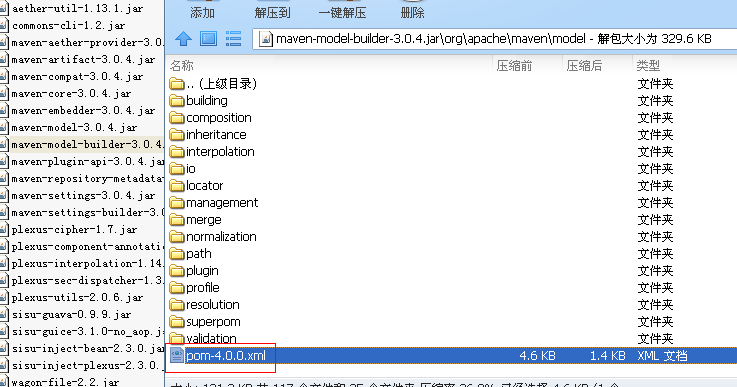 aether-util-1.13.1.jar
commons-cli-1.2.jar
maven-aether-provider-3.0.
maven-artifact-3.0.4.jar
maven-compat-3.0.4.jar
maven-core-3.0.4.jar
maven-embedder-3.0.4.jar
maven-model-3.0.4.jar
maven-model-builder-3.0.4.
maven-plugin-api-3.0.4.jar
maven-repository-metadata-
maven-settings-3.0.4.jar
maven-settings-builder-3.0
plexus-cipher-1.7.jar
plexus-component-annotatio
plexus-interpolation-1.14.
plexus-sec-dispatcher-1.3.
plexus-utils-2.0.6.jar
sisu-guava-0.9.9.jar
sisu-guice-3.1.0-no_aop.ja
sisu-inject-bean-2.3.0.jar
sisu-inject-plexus-2.3.0.
wagon-file-2.2.jar
添加 解压到 一键解压 删除
maven-model-builder-3.0.4.jar\org\apache\maven\model - 解包大小为 329.6 KB
名称 压缩前 压缩后 类型
.. (上级目录) 文件夹
building 文件夹
composition 文件夹
inheritance 文件夹
interpolation 文件夹
io 文件夹
locator 文件夹
management 文件夹
merge 文件夹
normalization 文件夹
path 文件夹
plugin 文件夹
profile 文件夹
resolution 文件夹
superpom 文件夹
validation 文件夹
pom-4.0.0.xml 4.6 KB 1.4 KB XML 文档